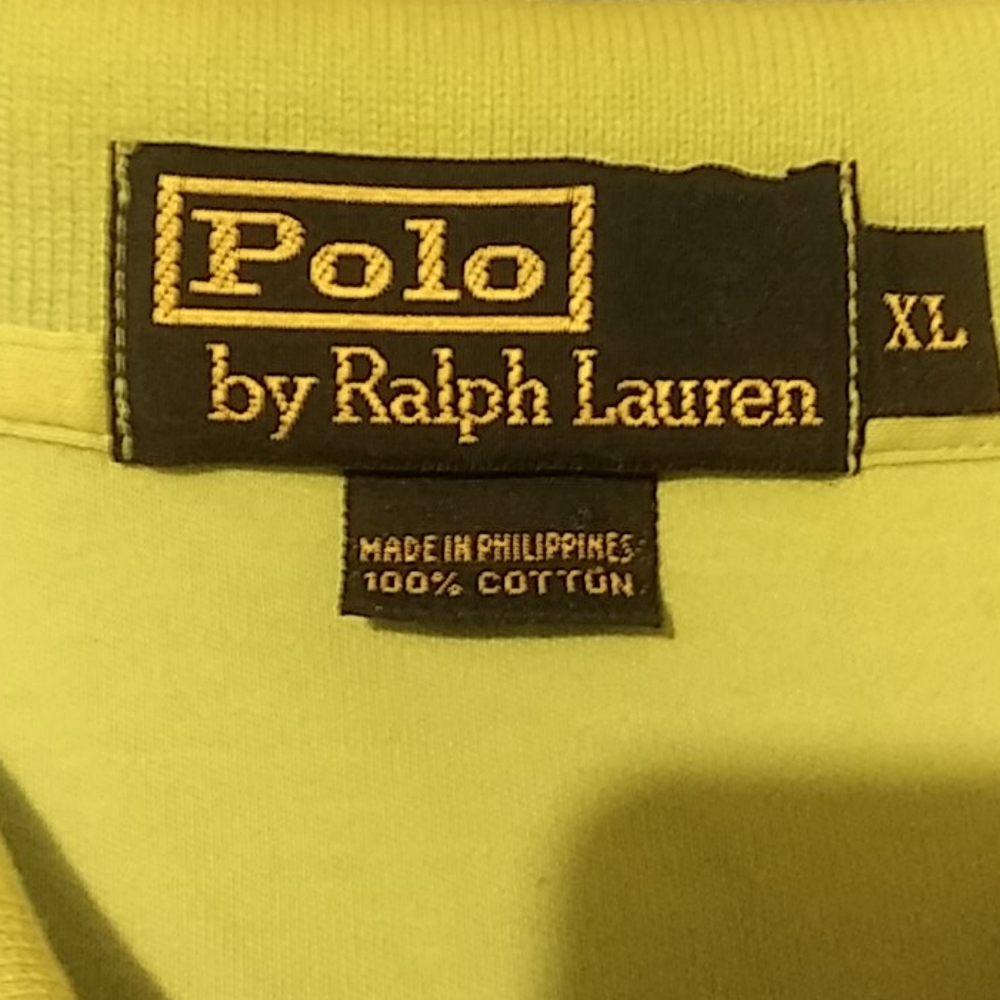 Polo
by Ralph Lauren
XL
MADE IN PHILIPPINES
100% COTTON